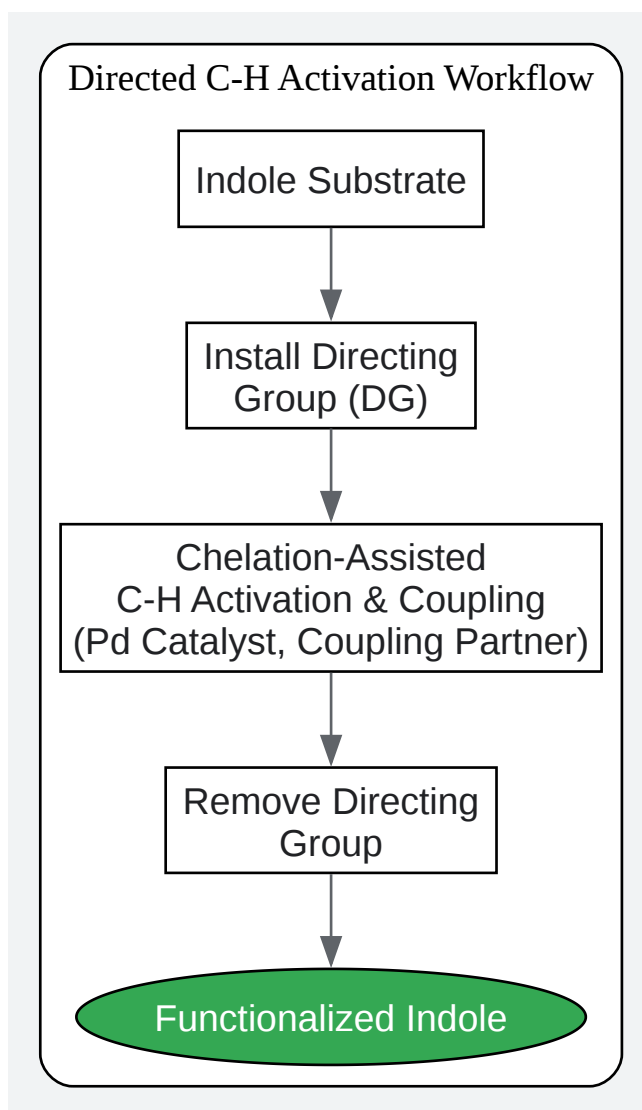 Directed C-H Activation Workflow
Indole Substrate
Install Directing
Group (DG)
Chelation-Assisted
C-H Activation & Coupling
(Pd Catalyst, Coupling Partner)
Remove Directing
Group
Functionalized Indole